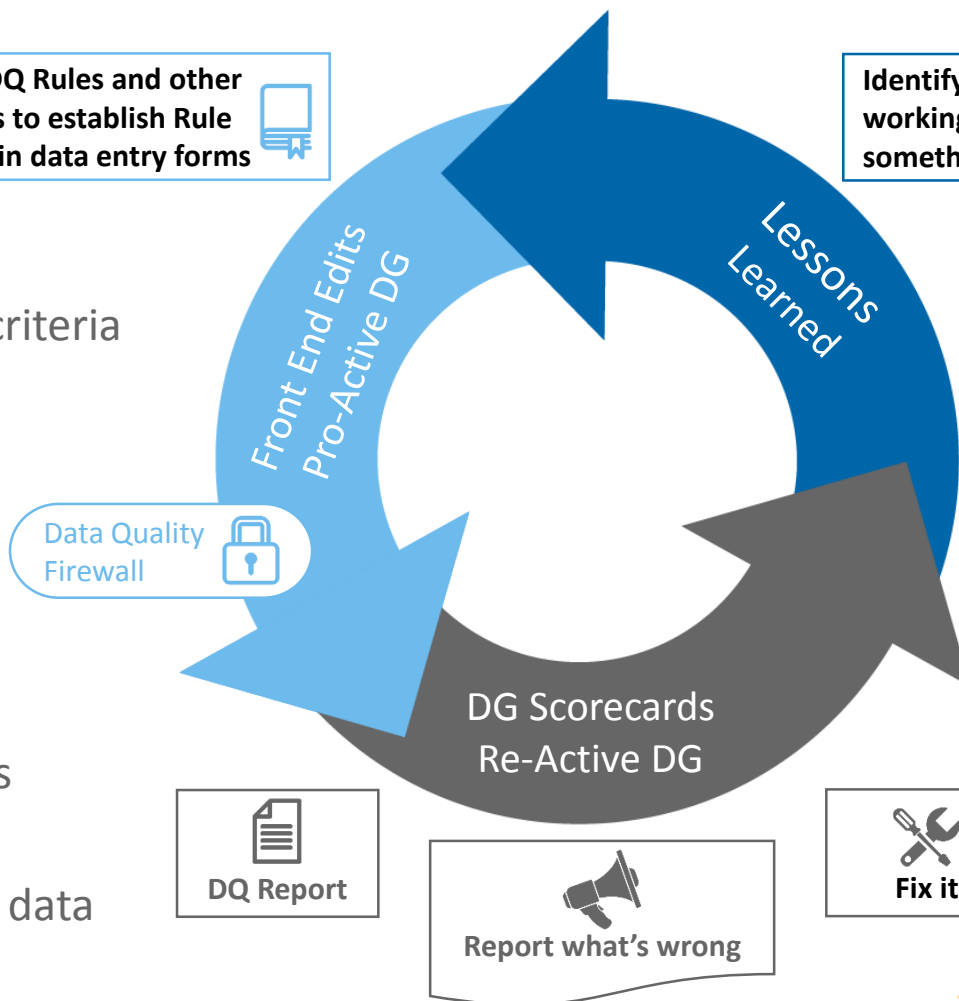 DQ Rules and other
s to establish Rule
in data entry forms
Identify
working
someth
Lessons
Learned
Front End Edits
Pro-Active DG
criteria
Data Quality
Firewall
DG Scorecards
Re-Active DG
s
data
DQ Report
Report what's wrong
Fix it